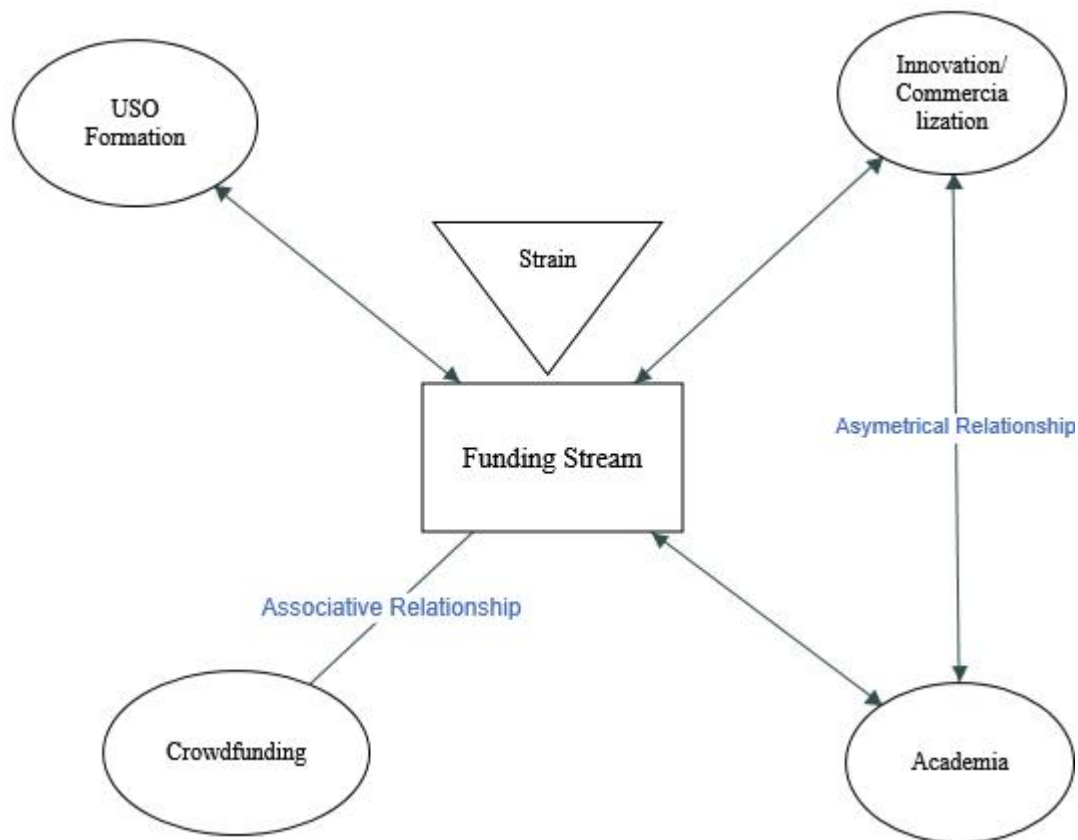 USO
Formation
Innovation/
Commercia
lization
Strain
Asymetrical Relationship
Funding Stream
Associative Relationship
Crowdfunding
Academia